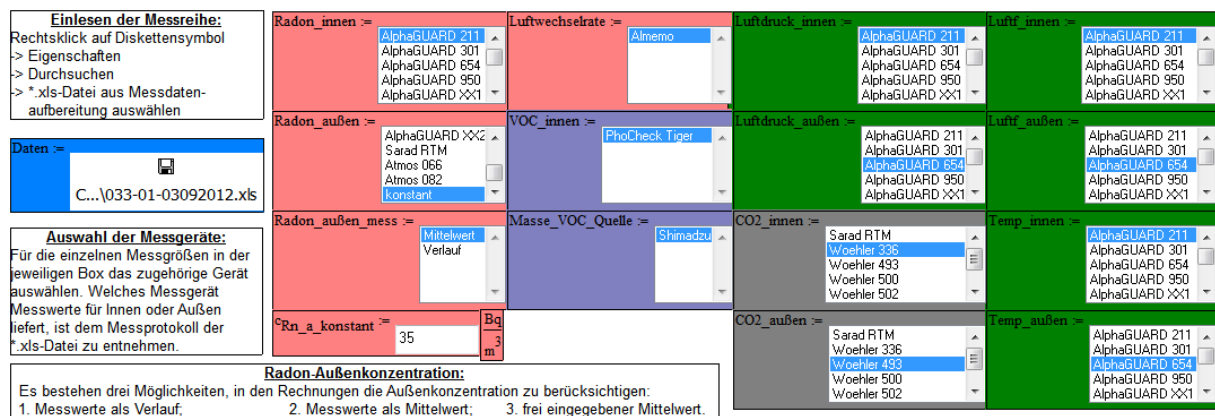 Einlesen der Messreihe:
Rechtsklick auf Diskettensymbol
-> Eigenschaften
-> Durchsuchen
-> *.xls-Datei aus Messdaten-
aufbereitung auswählen
Daten :=
C...\033-01-03092012.xls
Auswahl der Messgeräte:
Für die einzelnen Messgrößen in der
jeweiligen Box das zugehörige Gerät
auswählen. Welches Messgerät
Messwerte für Innen oder Außen
liefert, ist dem Messprotokoll der
*.xls-Datei zu entnehmen.
Radon_innen :=
AlphaGUARD 211
AlphaGUARD 301
AlphaGUARD 654
AlphaGUARD 950
AlphaGUARD XX1
Radon_außen :=
AlphaGUARD XX2
Sarad RTM
Atmos 066
Atmos 082
konstant
Radon_außen_mess :=
Mittelwert
Verlauf
cRn_a_konstant :=
35
Bq
m3
Luftwechselrate :=
Almemo
VOC_innen :=
PhoCheck Tiger
Masse_VOC_Quelle :=
Shimadzu
Luftdruck_innen :=
AlphaGUARD 211
AlphaGUARD 301
AlphaGUARD 654
AlphaGUARD 950
AlphaGUARD XX1
Luftdruck_außen :=
AlphaGUARD 211
AlphaGUARD 301
AlphaGUARD 654
AlphaGUARD 950
AlphaGUARD XX1
CO2_innen :=
Sarad RTM
Woehler 336
Woehler 493
Woehler 500
Woehler 502
CO2_außen :=
Sarad RTM
Woehler 336
Woehler 493
Woehler 500
Woehler 502
Luftf_innen :=
AlphaGUARD 211
AlphaGUARD 301
AlphaGUARD 654
AlphaGUARD 950
AlphaGUARD XX1
Luftf_außen :=
AlphaGUARD 211
AlphaGUARD 301
AlphaGUARD 654
AlphaGUARD 950
AlphaGUARD XX1
Temp_innen :=
AlphaGUARD 211
AlphaGUARD 301
AlphaGUARD 654
AlphaGUARD 950
AlphaGUARD XX1
Temp_außen :=
AlphaGUARD 211
AlphaGUARD 301
AlphaGUARD 654
AlphaGUARD 950
AlphaGUARD XX1
Radon-Außenkonzentration:
Es bestehen drei Möglichkeiten, in den Rechnungen die Außenkonzentration zu berücksichtigen:
1. Messwerte als Verlauf; 2. Messwerte als Mittelwert; 3. frei eingegebener Mittelwert.